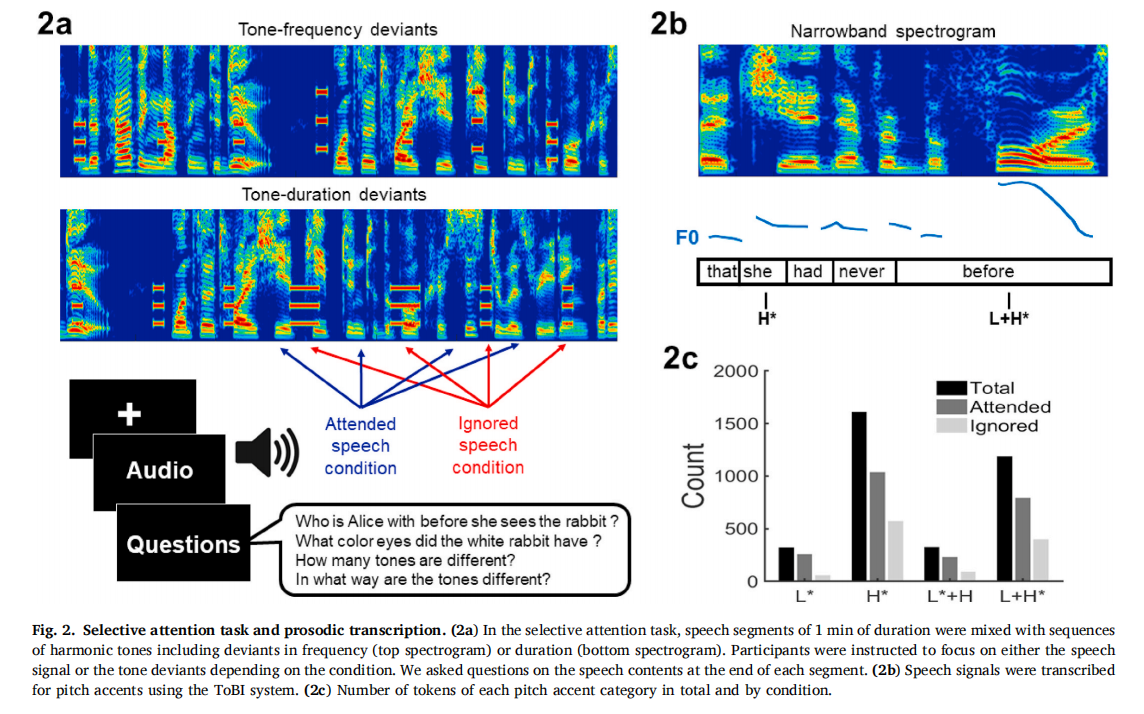 2a
Tone-frequency deviants
Tone-duration deviants
Attended
speech
condition
Ignored
speech
condition
+
Audio
Questions
Who is Alice with before she sees the rabbit ?
What color eyes did the white rabbit have ?
How many tones are different?
In what way are the tones different?
2b
Narrowband spectrogram
F0
that she had never before
H* L+H*
2c
2000
1500
1000
500
0
Count
Total
Attended
Ignored
L* H* L*+H L+H*
Fig. 2. Selective attention task and prosodic transcription. (2a) In the selective attention task, speech segments of 1 min of duration were mixed with sequences
of harmonic tones including deviants in frequency (top spectrogram) or duration (bottom spectrogram). Participants were instructed to focus on either the speech
signal or the tone deviants depending on the condition. We asked questions on the speech contents at the end of each segment. (2b) Speech signals were transcribed
for pitch accents using the ToBI system. (2c) Number of tokens of each pitch accent category in total and by condition.